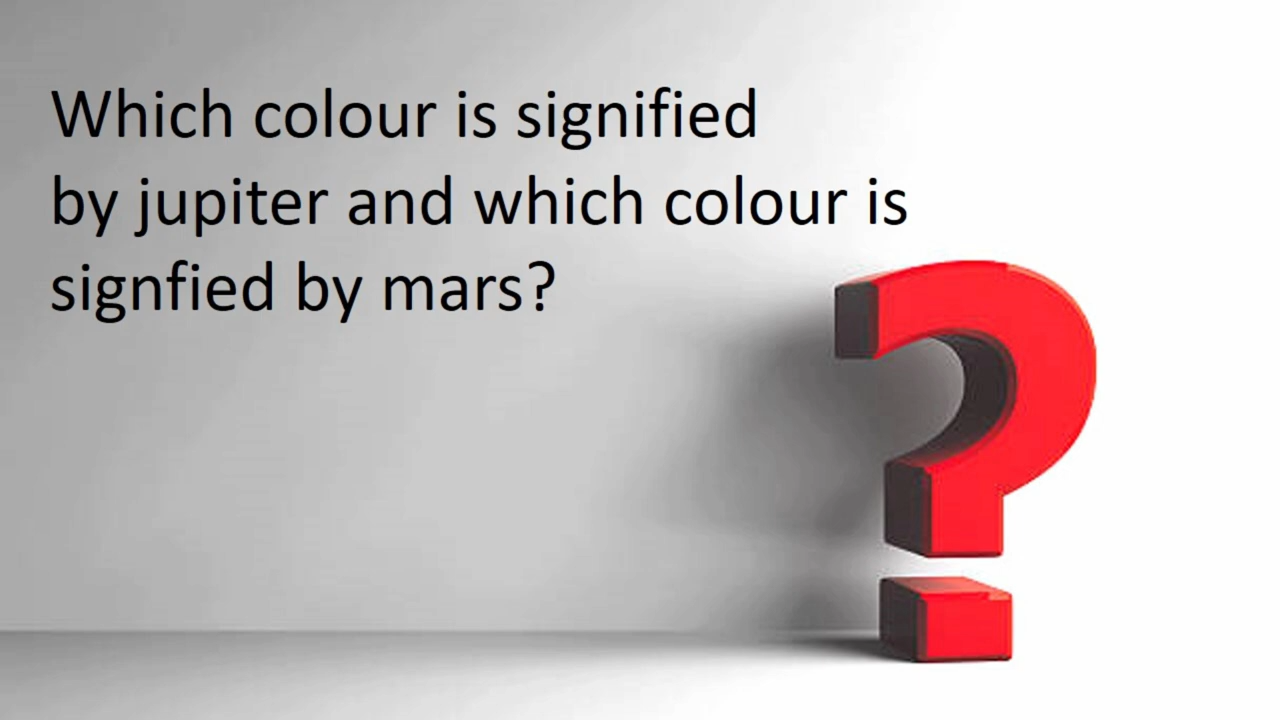 Which colour is signified
by jupiter and which colour is
signfied by mars?